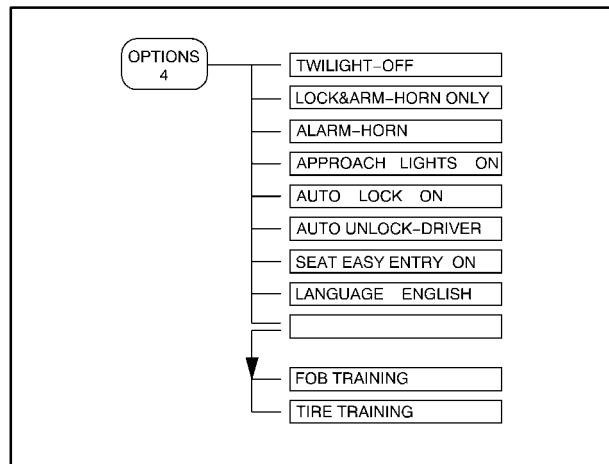 OPTIONS
4
TWILIGHT-OFF
LOCK&ARM-HORN ONLY
ALARM-HORN
APPROACH LIGHTS ON
AUTO LOCK ON
AUTO UNLOCK-DRIVER
SEAT EASY ENTRY ON
LANGUAGE ENGLISH
FOB TRAINING
TIRE TRAINING